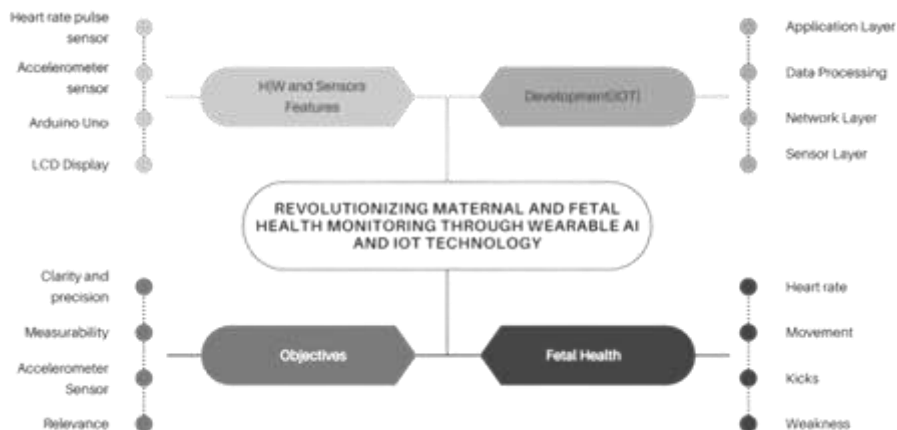 Heart rate pulse
sensor
Accelerometer
sensor
Arduino Uno
LCD Display
H|W and Sensors
Features
Development(IOT)
Application Layer
Data Processing
Network Layer
Sensor Layer
REVOLUTIONIZING MATERNAL AND FETAL
HEALTH MONITORING THROUGH WEARABLE AI
AND IOT TECHNOLOGY
Clarity and
precision
Measurability
Accelerometer
Sensor
Relevance
Objectives
Fetal Health
Heart rate
Movement
Kicks
Weakness